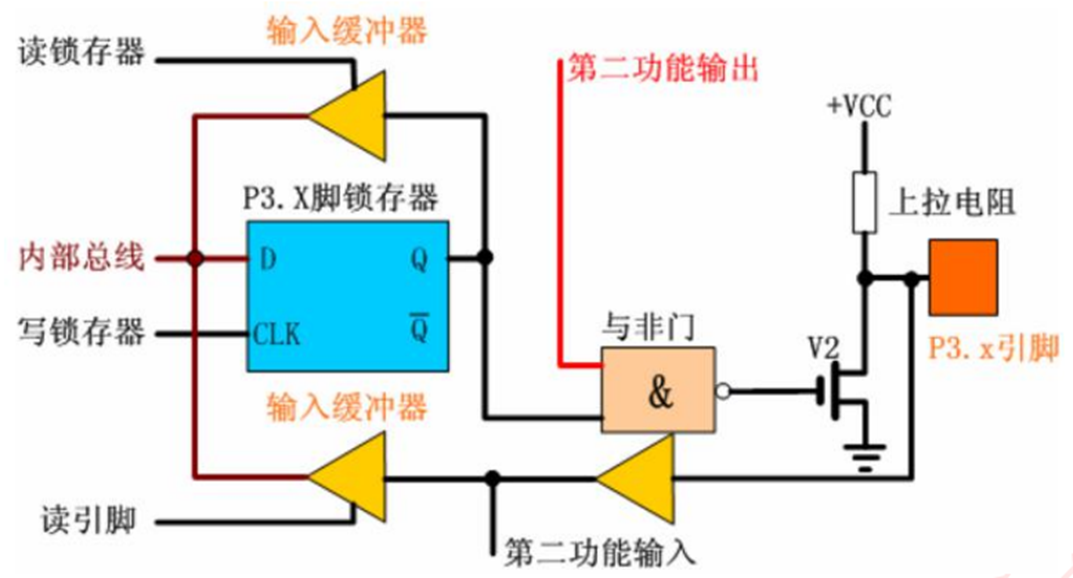 输入缓冲器
读锁存器
第二功能输出
+VCC
P3.X脚锁存器
上拉电阻
内部总线
D
Q
与非门
写锁存器
CLK
Q̅
V2
P3.x引脚
&
输入缓冲器
读引脚
第二功能输入